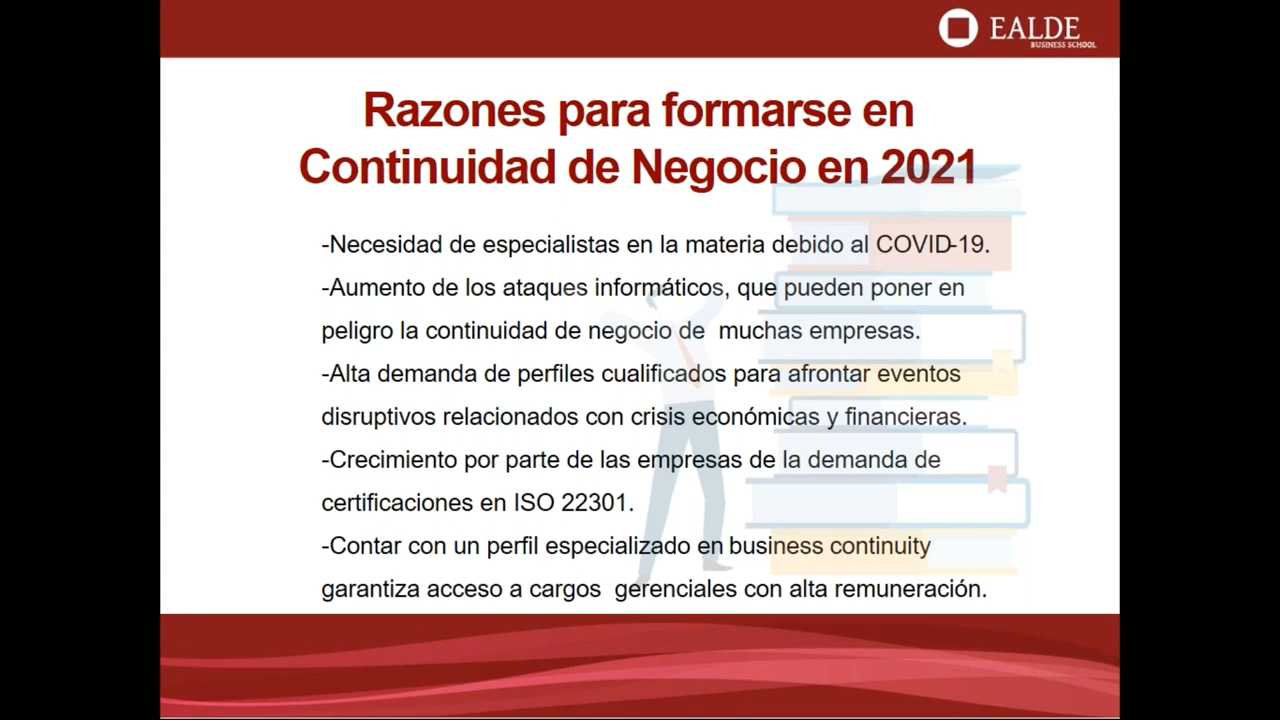 EALDE
BUSINESS SCHOOL
Razones para formarse en
Continuidad de Negocio en 2021
-Necesidad de especialistas en la materia debido al COVID-19.
-Aumento de los ataques informáticos, que pueden poner en
peligro la continuidad de negocio de  muchas empresas.
-Alta demanda de perfiles cualificados para afrontar eventos
disruptivos relacionados con crisis económicas y financieras.
-Crecimiento por parte de las empresas de la demanda de
certificaciones en ISO 22301.
-Contar con un perfil especializado en business continuity
garantiza acceso a cargos  gerenciales con alta remuneración.